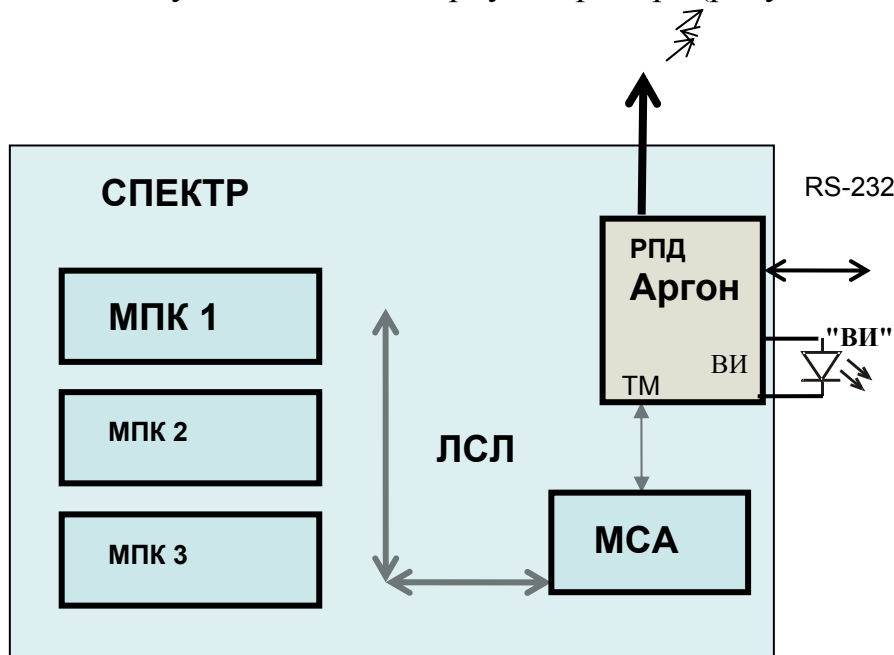 СПЕКТР
RS-232
РПД
Аргон
МПК 1
"ВИ"
ВИ
ТМ
МПК 2
ЛСЛ
МСА
МПК 3